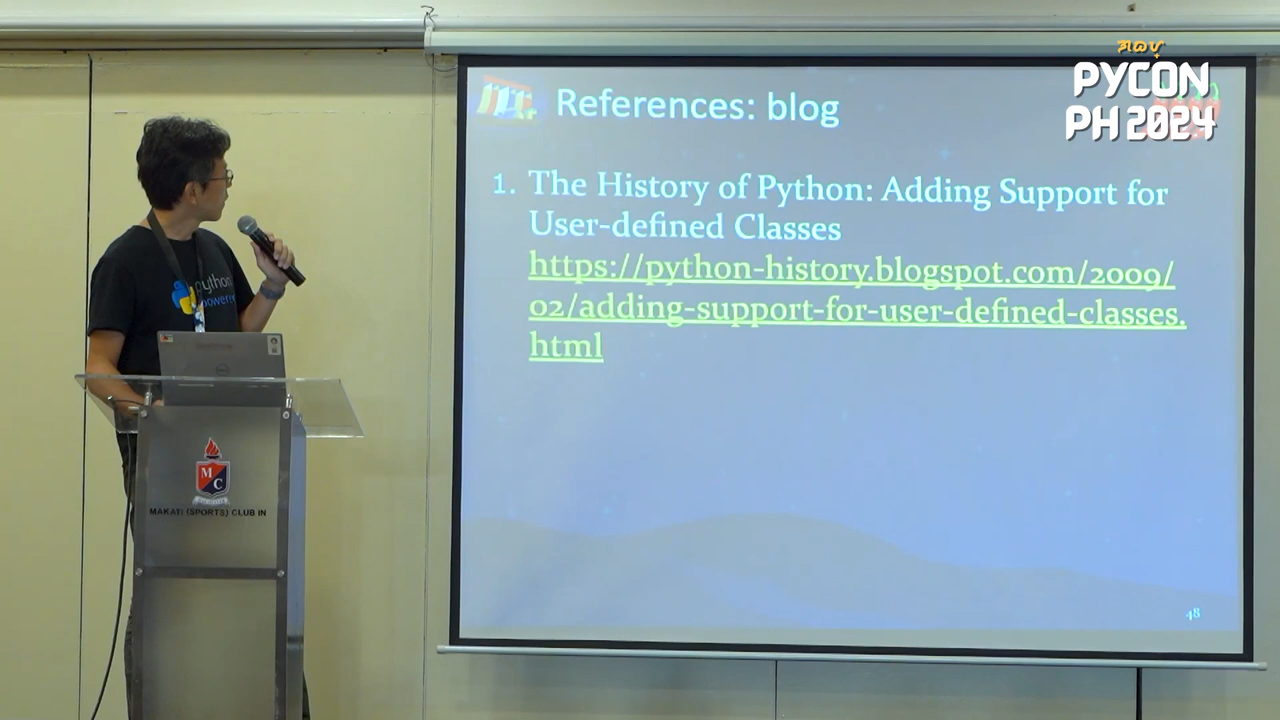 PYCON
PH 2024
References: blog
1. The History of Python: Adding Support for
User-defined Classes
https://python-history.blogspot.com/2009/
02/adding-support-for-user-defined-classes.
html
48
python
powered
M
C
MAKATI (SPORTS) CLUB IN